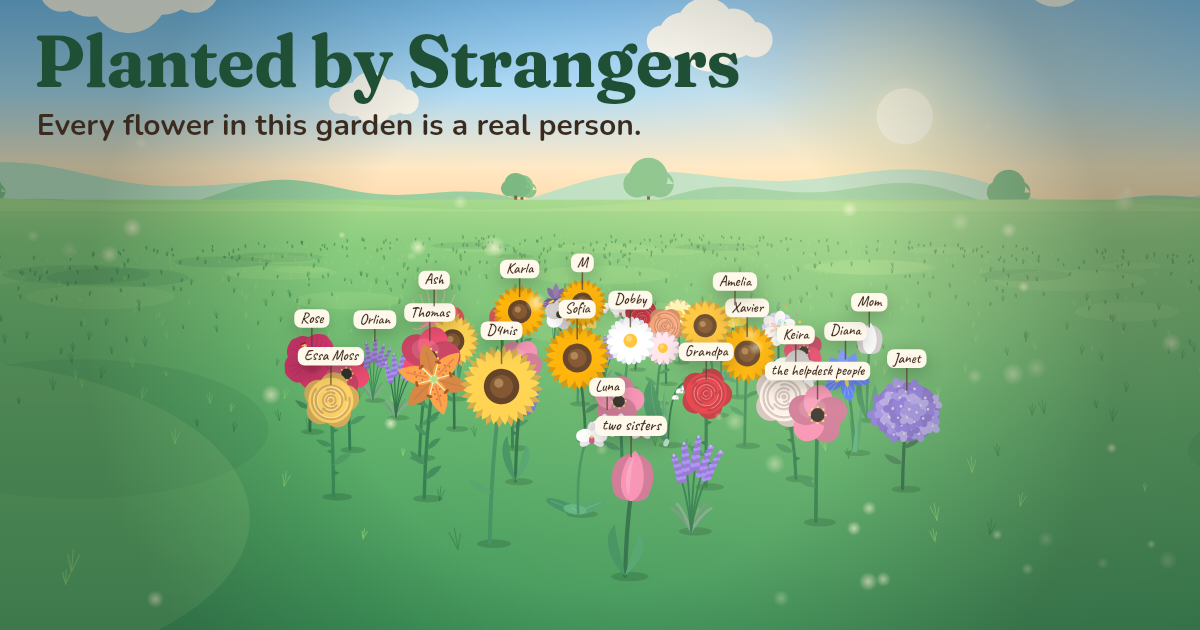 Planted by Strangers
Every flower in this garden is a real person.
M
Karla
Ash
Amelia
Dobby
Mom
Sofia
Xavier
Thomas
Rose
Orlian
D4nis
Diana
Keira
Grandpa
Essa Moss
Janet
the helpdesk people
Luna
two sisters